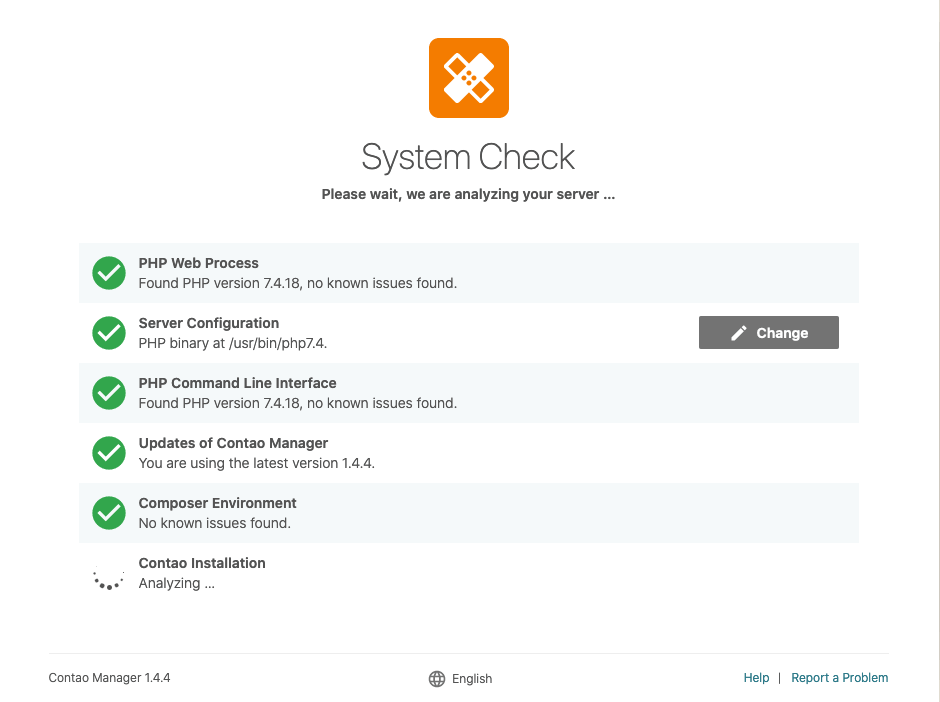 System Check
Please wait, we are analyzing your server ...
PHP Web Process
Found PHP version 7.4.18, no known issues found.
Server Configuration
PHP binary at /usr/bin/php7.4.
Change
PHP Command Line Interface
Found PHP version 7.4.18, no known issues found.
Updates of Contao Manager
You are using the latest version 1.4.4.
Composer Environment
No known issues found.
Contao Installation
Analyzing ...
Contao Manager 1.4.4
English
Help | Report a Problem